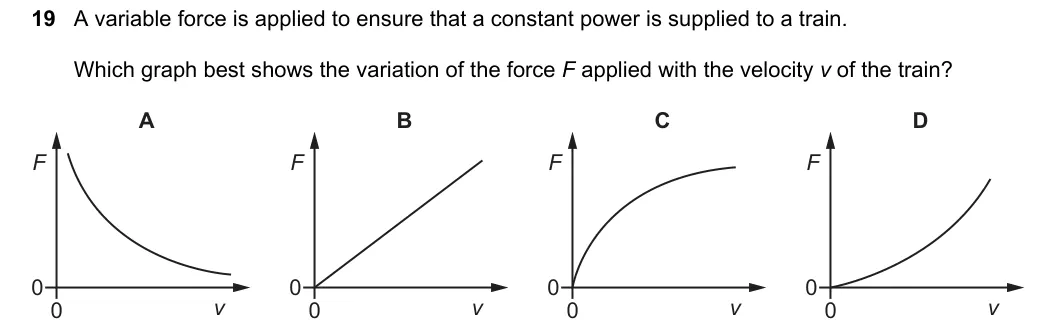 19 A variable force is applied to ensure that a constant power is supplied to a train.
Which graph best shows the variation of the force F applied with the velocity v of the train?
A B C D
F F F F
0 0 0 0
0 v 0 v 0 v 0 v